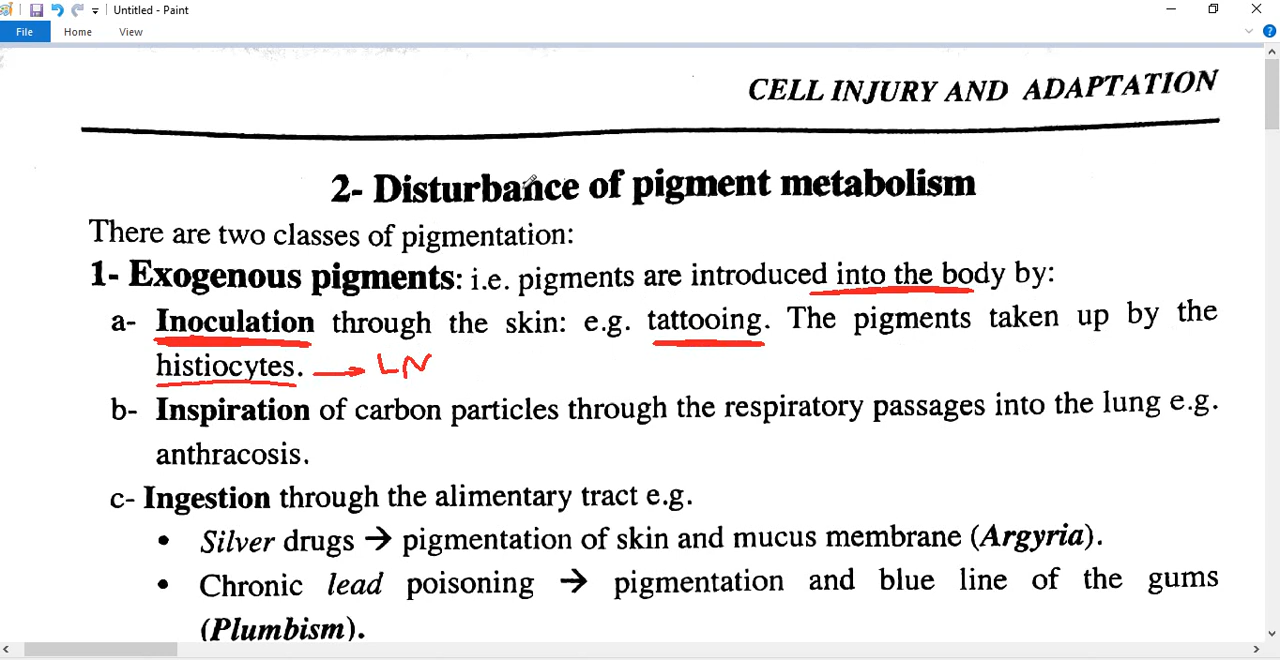 Untitled - Paint
File Home View
CELL INJURY AND ADAPTATION
2- Disturbance of pigment metabolism
There are two classes of pigmentation:
1- Exogenous pigments: i.e. pigments are introduced into the body by:
a- Inoculation through the skin: e.g. tattooing. The pigments taken up by the
histiocytes. → LN
b- Inspiration of carbon particles through the respiratory passages into the lung e.g.
anthracosis.
c- Ingestion through the alimentary tract e.g.
• Silver drugs → pigmentation of skin and mucus membrane (Argyria).
• Chronic lead poisoning → pigmentation and blue line of the gums
(Plumbism).